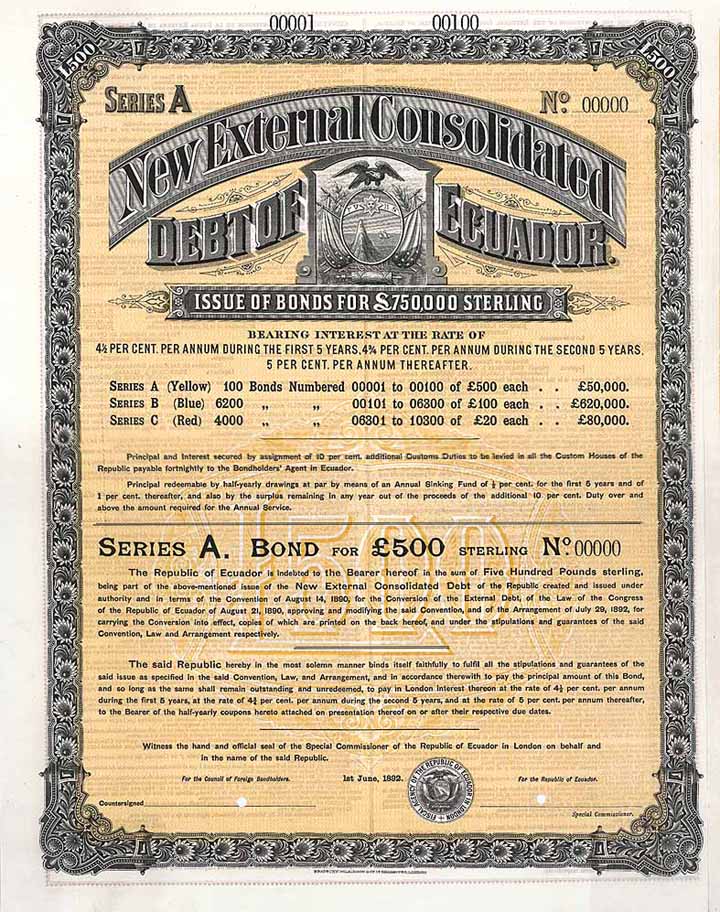 00001 00100
£500 £500
SERIES A Nº 00000
New External Consolidated
DEBT OF ECUADOR.
ISSUE OF BONDS FOR £750,000 STERLING
BEARING INTEREST AT THE RATE OF
4½ PER CENT. PER ANNUM DURING THE FIRST 5 YEARS, 4¾ PER CENT. PER ANNUM DURING THE SECOND 5 YEARS,
5 PER CENT. PER ANNUM THEREAFTER.
SERIES A (Yellow) 100 Bonds Numbered 00001 to 00100 of £500 each . . £50,000.
SERIES B (Blue) 6200 „ „ 00101 to 06300 of £100 each . . £620,000.
SERIES C (Red) 4000 „ „ 06301 to 10300 of £20 each . . £80,000.
Principal and Interest secured by assignment of 10 per cent. additional Customs Duties to be levied in all the Custom Houses of the
Republic payable fortnightly to the Bondholders' Agent in Ecuador.
Principal redeemable by half-yearly drawings at par by means of an Annual Sinking Fund of ½ per cent. for the first 5 years and of
1 per cent. thereafter, and also by the surplus remaining in any year out of the proceeds of the additional 10 per cent. Duty over and
above the amount required for the Annual Service.
SERIES A. BOND FOR £500 STERLING Nº 00000
The Republic of Ecuador is indebted to the Bearer hereof in the sum of Five Hundred Pounds sterling,
being part of the above-mentioned issue of the New External Consolidated Debt of the Republic created and issued under
authority and in terms of the Convention of August 14, 1890, for the Conversion of the External Debt, of the Law of the Congress
of the Republic of Ecuador of August 21, 1890, approving and modifying the said Convention, and of the Arrangement of July 29, 1892, for
carrying the Conversion into effect, copies of which are printed on the back hereof, and under the stipulations and guarantees of the said
Convention, Law and Arrangement respectively.
The said Republic hereby in the most solemn manner binds itself faithfully to fulfil all the stipulations and guarantees of the
said issue as specified in the said Convention, Law, and Arrangement, and in accordance therewith to pay the principal amount of this Bond,
and so long as the same shall remain outstanding and unredeemed, to pay in London interest thereon at the rate of 4½ per cent. per annum
during the first 5 years, at the rate of 4¾ per cent. per annum during the second 5 years, and at the rate of 5 per cent. per annum thereafter,
to the Bearer of the half-yearly coupons hereto attached on presentation thereof on or after their respective due dates.
Witness the hand and official seal of the Special Commissioner of the Republic of Ecuador in London on behalf and
in the name of the said Republic.
For the Council of Foreign Bondholders. 1st June, 1892. For the Republic of Ecuador.
FISCAL AGENCY OF THE REPUBLIC OF ECUADOR IN LONDON
Countersigned
Special Commissioner.
£500 £500